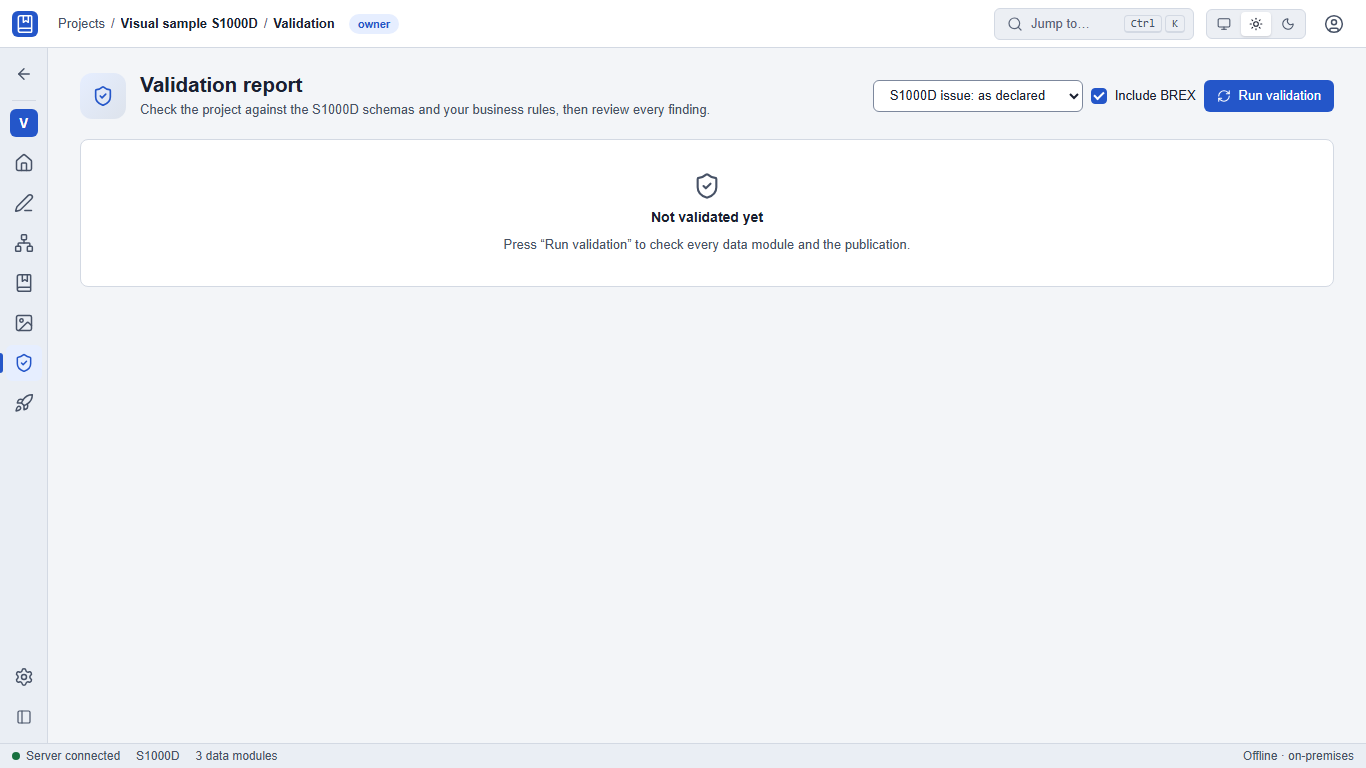 Projects / Visual sample S1000D / Validation owner
Jump to... Ctrl K
Validation report
Check the project against the S1000D schemas and your business rules, then review every finding.
S1000D issue: as declared
Include BREX
Run validation
V
Not validated yet
Press “Run validation” to check every data module and the publication.
Server connected S1000D 3 data modules
Offline · on-premises